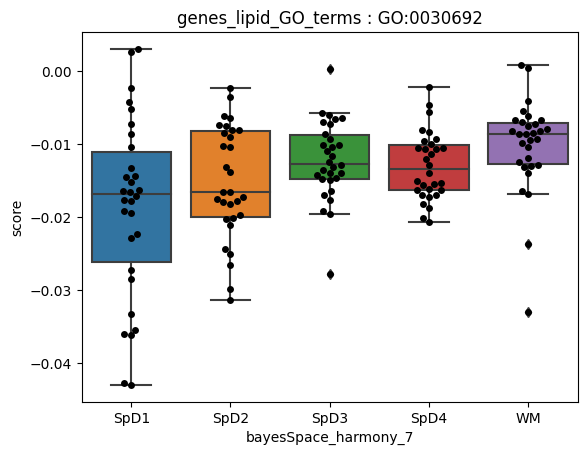 genes_lipid_GO_terms : GO:0030692
score
0.00
−0.01
−0.02
−0.03
−0.04
SpD1 SpD2 SpD3 SpD4 WM
bayesSpace_harmony_7